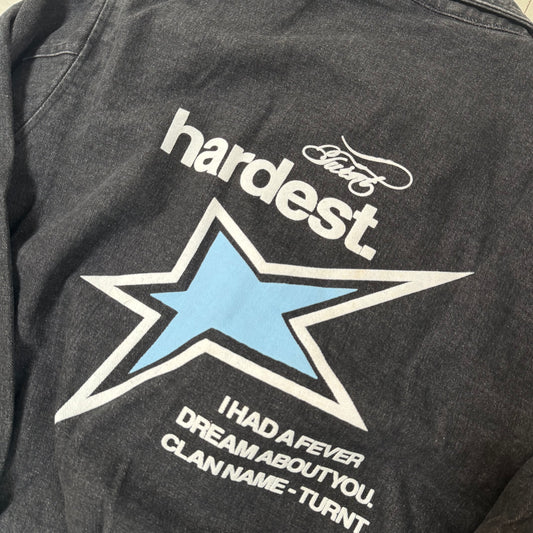 hardest.
I HAD A FEVER
DREAM ABOUT YOU.
CLAN NAME - TURNT